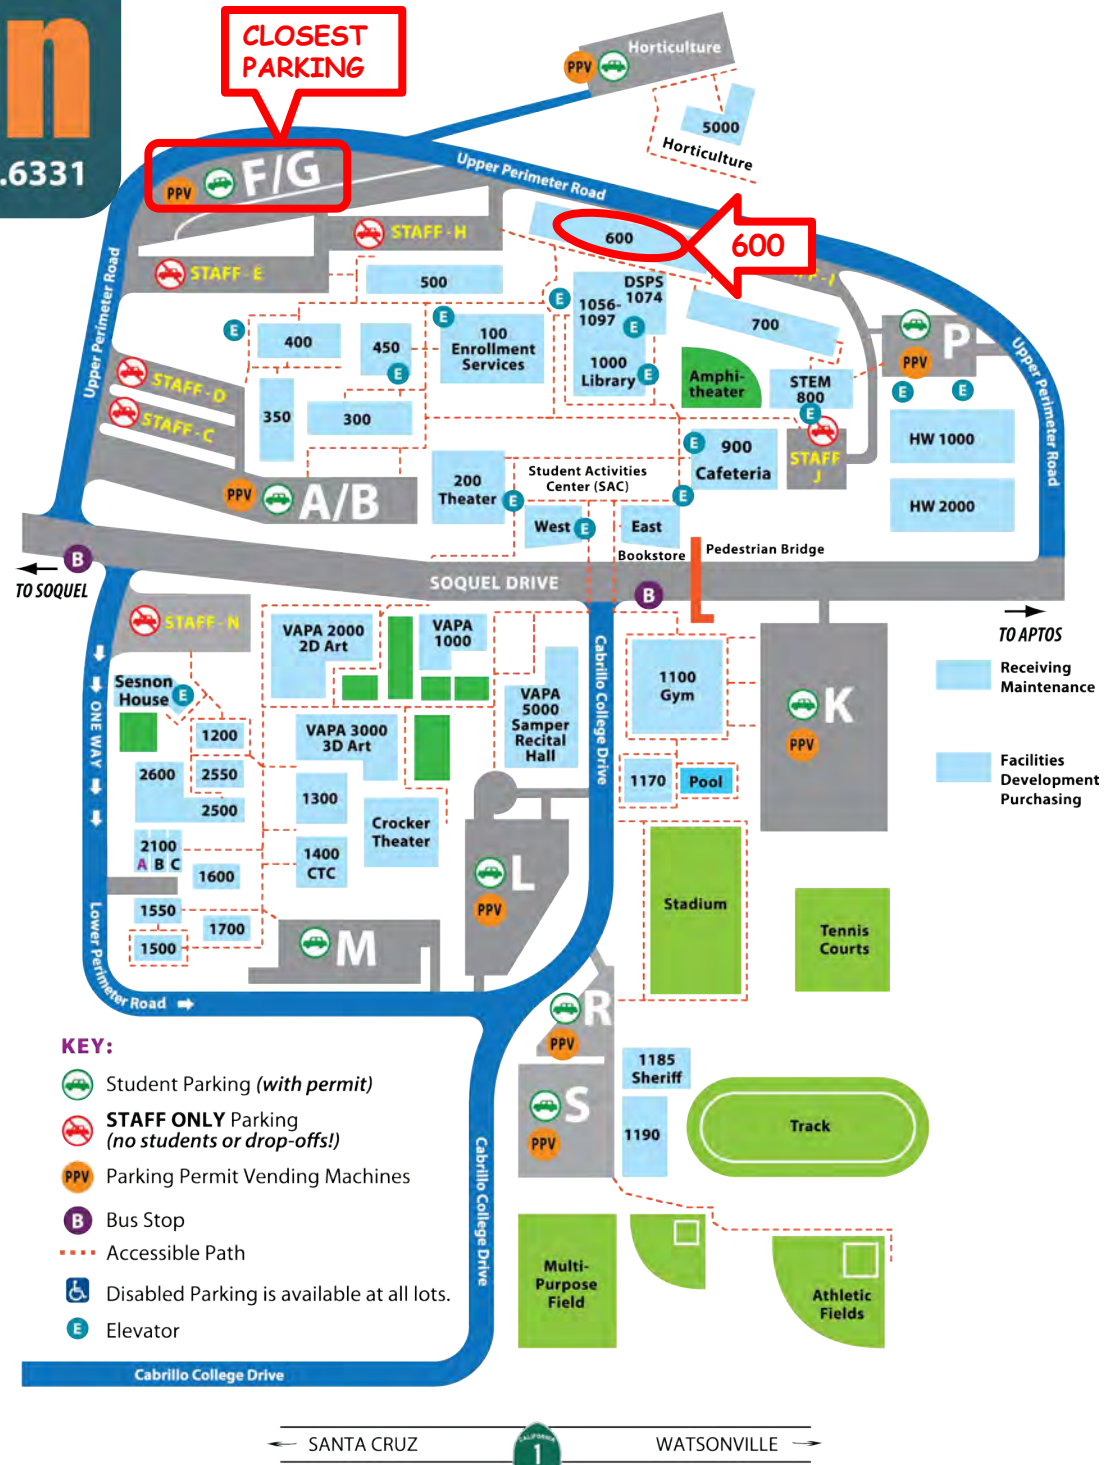 n
.6331
CLOSEST
PARKING
Horticulture
PPV
5000
Horticulture
Upper Perimeter Road
F/G
PPV
STAFF - H
600
600
STAFF - E
500
DSPS
1074
1056-
1097
700
P
PPV
Upper Perimeter Road
Upper Perimeter Road
E
E
E
E
400
450
E
100
Enrollment
Services
1000
Library
E
Amphi-
theater
STEM
800
E
E
E
STAFF - D
STAFF - C
350
300
HW 1000
900
Cafeteria
E
STAFF
J
PPV
A/B
200
Theater
E
Student Activities
Center (SAC)
E
HW 2000
West
E
East
Bookstore
Pedestrian Bridge
B
TO SOQUEL
SOQUEL DRIVE
B
TO APTOS
STAFF - N
VAPA 2000
2D Art
VAPA
1000
Cabrillo College Drive
1100
Gym
K
PPV
Receiving
Maintenance
Sesnon
House
E
ONE WAY
VAPA
5000
Samper
Recital
Hall
1200
VAPA 3000
3D Art
2600
2550
2500
1300
1170
Pool
Facilities
Development
Purchasing
Crocker
Theater
2100
A B C
1400
CTC
1600
L
PPV
Stadium
Tennis
Courts
1550
1700
1500
M
Lower Perimeter Road
R
PPV
KEY:
Student Parking (with permit)
STAFF ONLY Parking
(no students or drop-offs!)
PPV
Parking Permit Vending Machines
B
Bus Stop
Accessible Path
Disabled Parking is available at all lots.
E
Elevator
1185
Sheriff
S
PPV
1190
Track
Cabrillo College Drive
Multi-
Purpose
Field
Athletic
Fields
Cabrillo College Drive
SANTA CRUZ
CALIFORNIA
1
WATSONVILLE